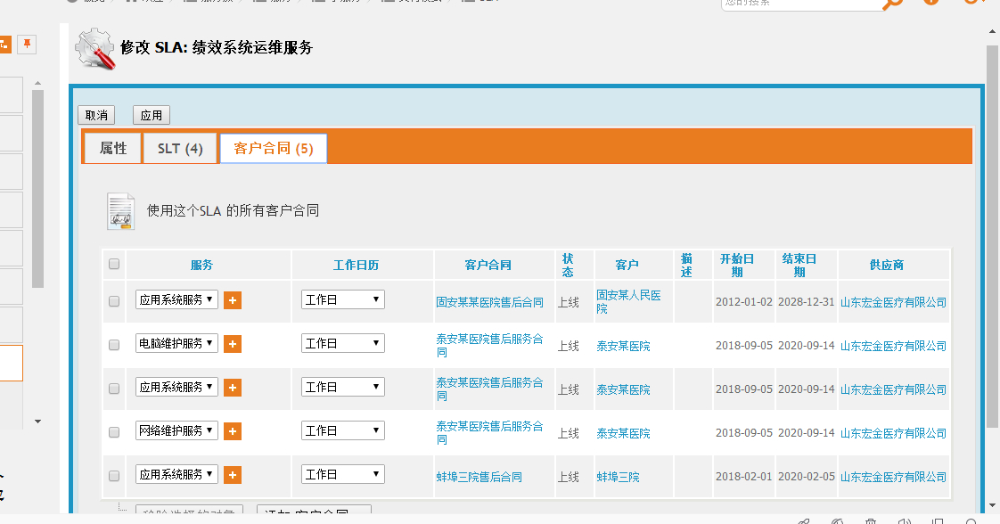 您的搜索
修改 SLA: 绩效系统运维服务
取消 应用
属性 SLT (4) 客户合同 (5)
使用这个SLA 的所有客户合同
服务 工作日历 客户合同 状态 客户 描述 开始日期 结束日期 供应商
应用系统服务 工作日 固安某某医院售后合同 上线 固安某人民医院 2012-01-02 2028-12-31 山东宏金医疗有限公司
电脑维护服务 工作日 泰安某医院售后服务合同 上线 泰安某医院 2018-09-05 2020-09-14 山东宏金医疗有限公司
应用系统服务 工作日 泰安某医院售后服务合同 上线 泰安某医院 2018-09-05 2020-09-14 山东宏金医疗有限公司
网络维护服务 工作日 泰安某医院售后服务合同 上线 泰安某医院 2018-09-05 2020-09-14 山东宏金医疗有限公司
应用系统服务 工作日 蚌埠三院售后合同 上线 蚌埠三院 2018-02-01 2020-02-05 山东宏金医疗有限公司